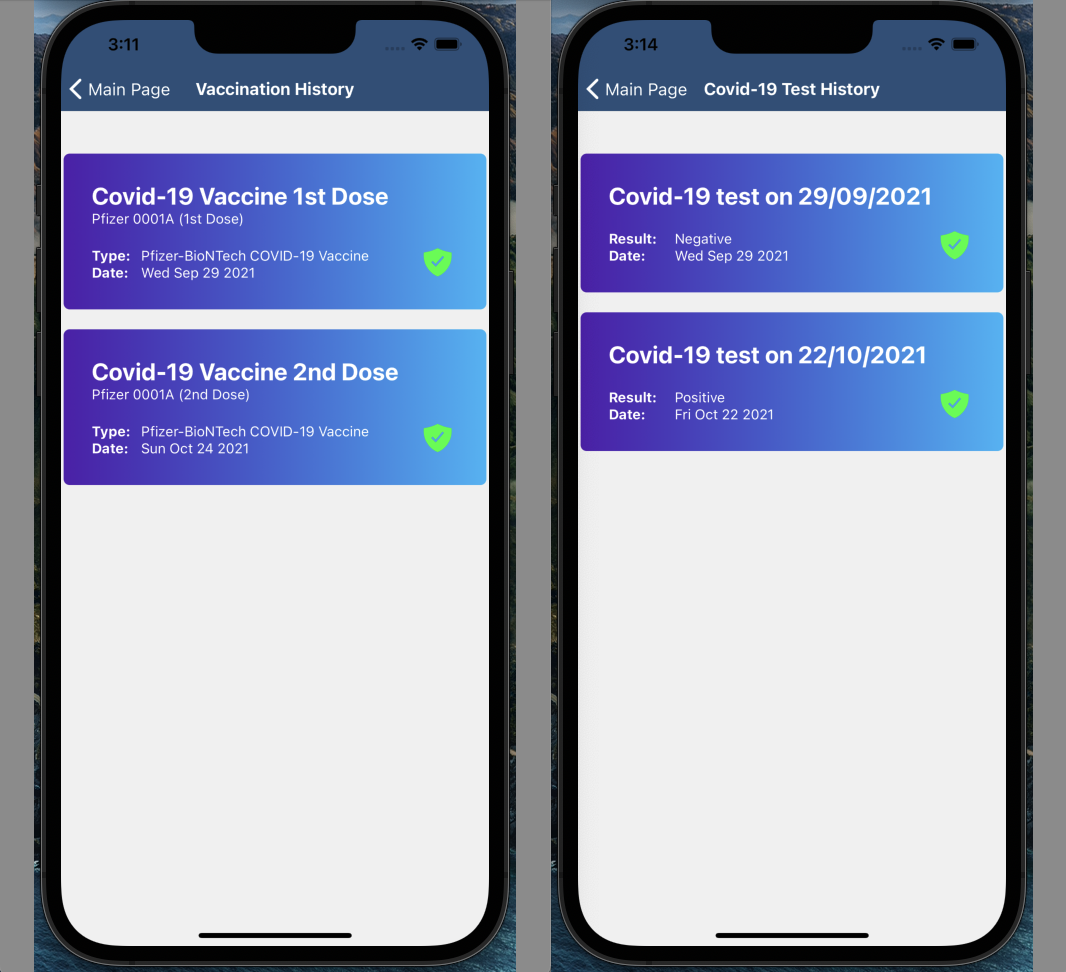 3:11
Main Page Vaccination History
Covid-19 Vaccine 1st Dose
Pfizer 0001A (1st Dose)
Type: Pfizer-BioNTech COVID-19 Vaccine
Date: Wed Sep 29 2021
Covid-19 Vaccine 2nd Dose
Pfizer 0001A (2nd Dose)
Type: Pfizer-BioNTech COVID-19 Vaccine
Date: Sun Oct 24 2021
3:14
Main Page Covid-19 Test History
Covid-19 test on 29/09/2021
Result: Negative
Date: Wed Sep 29 2021
Covid-19 test on 22/10/2021
Result: Positive
Date: Fri Oct 22 2021